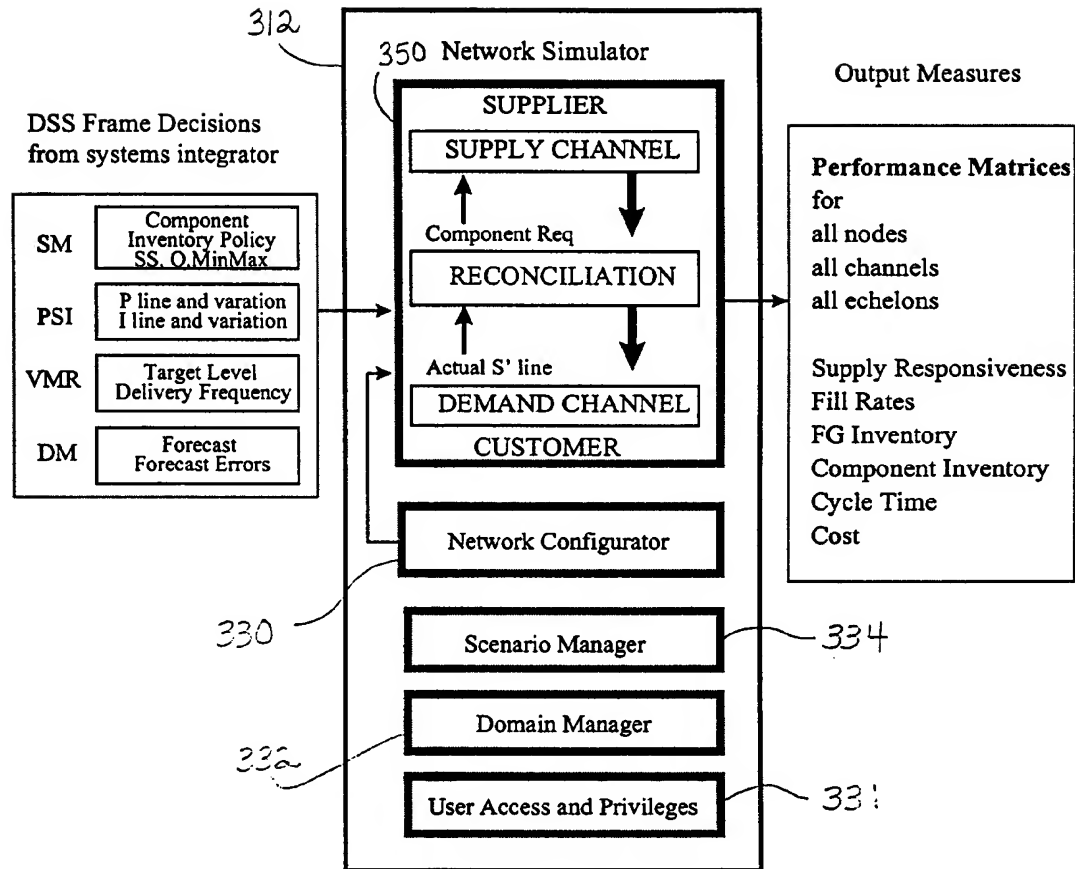 312
Network Simulator
350
SUPPLIER
SUPPLY CHANNEL
Component Req
RECONCILIATION
Actual S' line
DEMAND CHANNEL
CUSTOMER
DSS Frame Decisions
from systems integrator
SM
Component
Inventory Policy
SS, Q,MinMax
PSI
P line and varation
I line and variation
VMR
Target Level
Delivery Frequency
DM
Forecast
Forecast Errors
Network Configurator
330
Scenario Manager
334
Domain Manager
332
User Access and Privileges
331
Output Measures
Performance Matrices
for
all nodes
all channels
all echelons
Supply Responsiveness
Fill Rates
FG Inventory
Component Inventory
Cycle Time
Cost